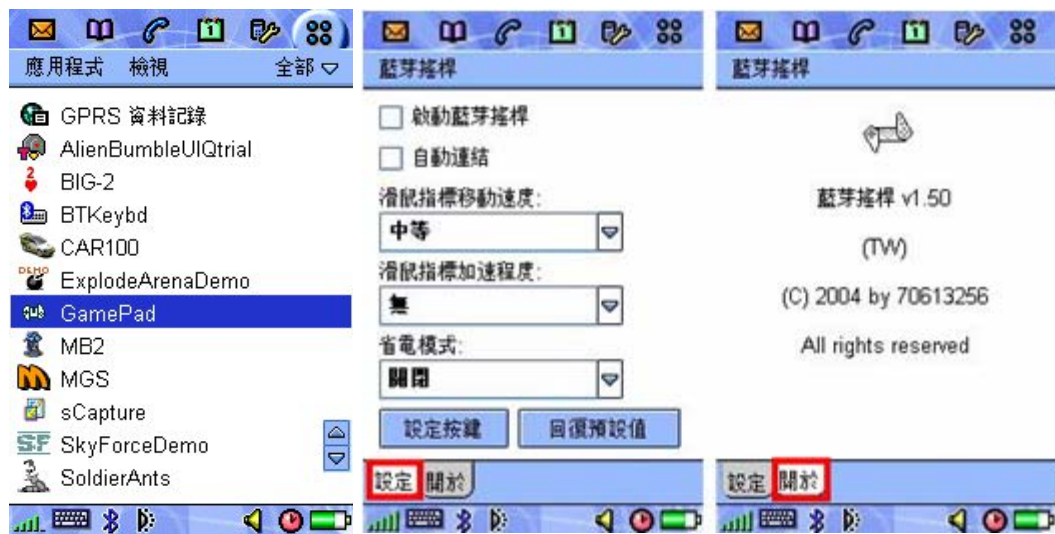 應用程式 檢視 全部
GPRS 資料記錄
AlienBumbleUIQtrial
BIG-2
BTKeybd
CAR100
DEMO
ExplodeArenaDemo
GamePad
MB2
MGS
sCapture
SkyForceDemo
SoldierAnts
藍芽搖桿
啟動藍芽搖桿
自動連結
滑鼠指標移動速度:
中等
滑鼠指標加速程度:
無
省電模式:
關閉
設定按鍵 回復預設值
設定 關於
藍芽搖桿
藍芽搖桿 v1.50
(TW)
(C) 2004 by 70613256
All rights reserved
設定 關於